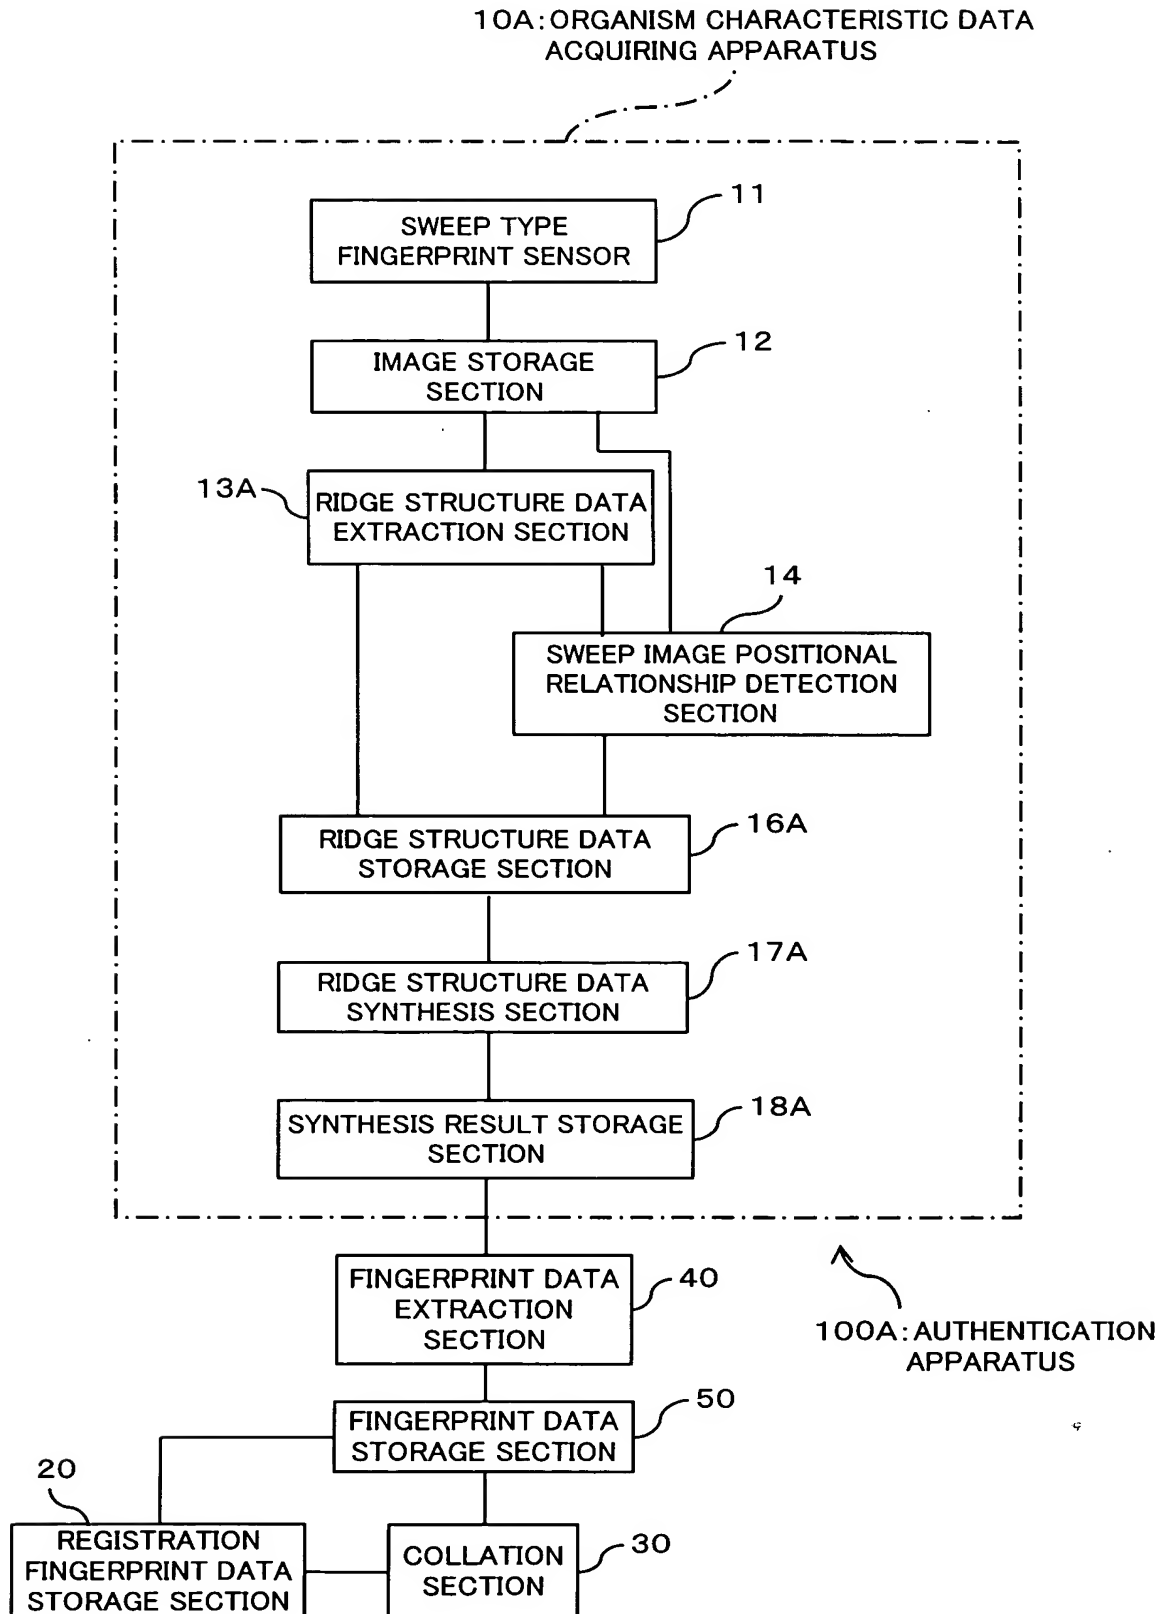 10A:ORGANISM CHARACTERISTIC DATA
ACQUIRING APPARATUS
11
SWEEP TYPE
FINGERPRINT SENSOR
12
IMAGE STORAGE
SECTION
13A
RIDGE STRUCTURE DATA
EXTRACTION SECTION
14
SWEEP IMAGE POSITIONAL
RELATIONSHIP DETECTION
SECTION
16A
RIDGE STRUCTURE DATA
STORAGE SECTION
17A
RIDGE STRUCTURE DATA
SYNTHESIS SECTION
18A
SYNTHESIS RESULT STORAGE
SECTION
40
FINGERPRINT DATA
EXTRACTION
SECTION
100A:AUTHENTICATION
APPARATUS
50
FINGERPRINT DATA
STORAGE SECTION
20
REGISTRATION
FINGERPRINT DATA
STORAGE SECTION
30
COLLATION
SECTION